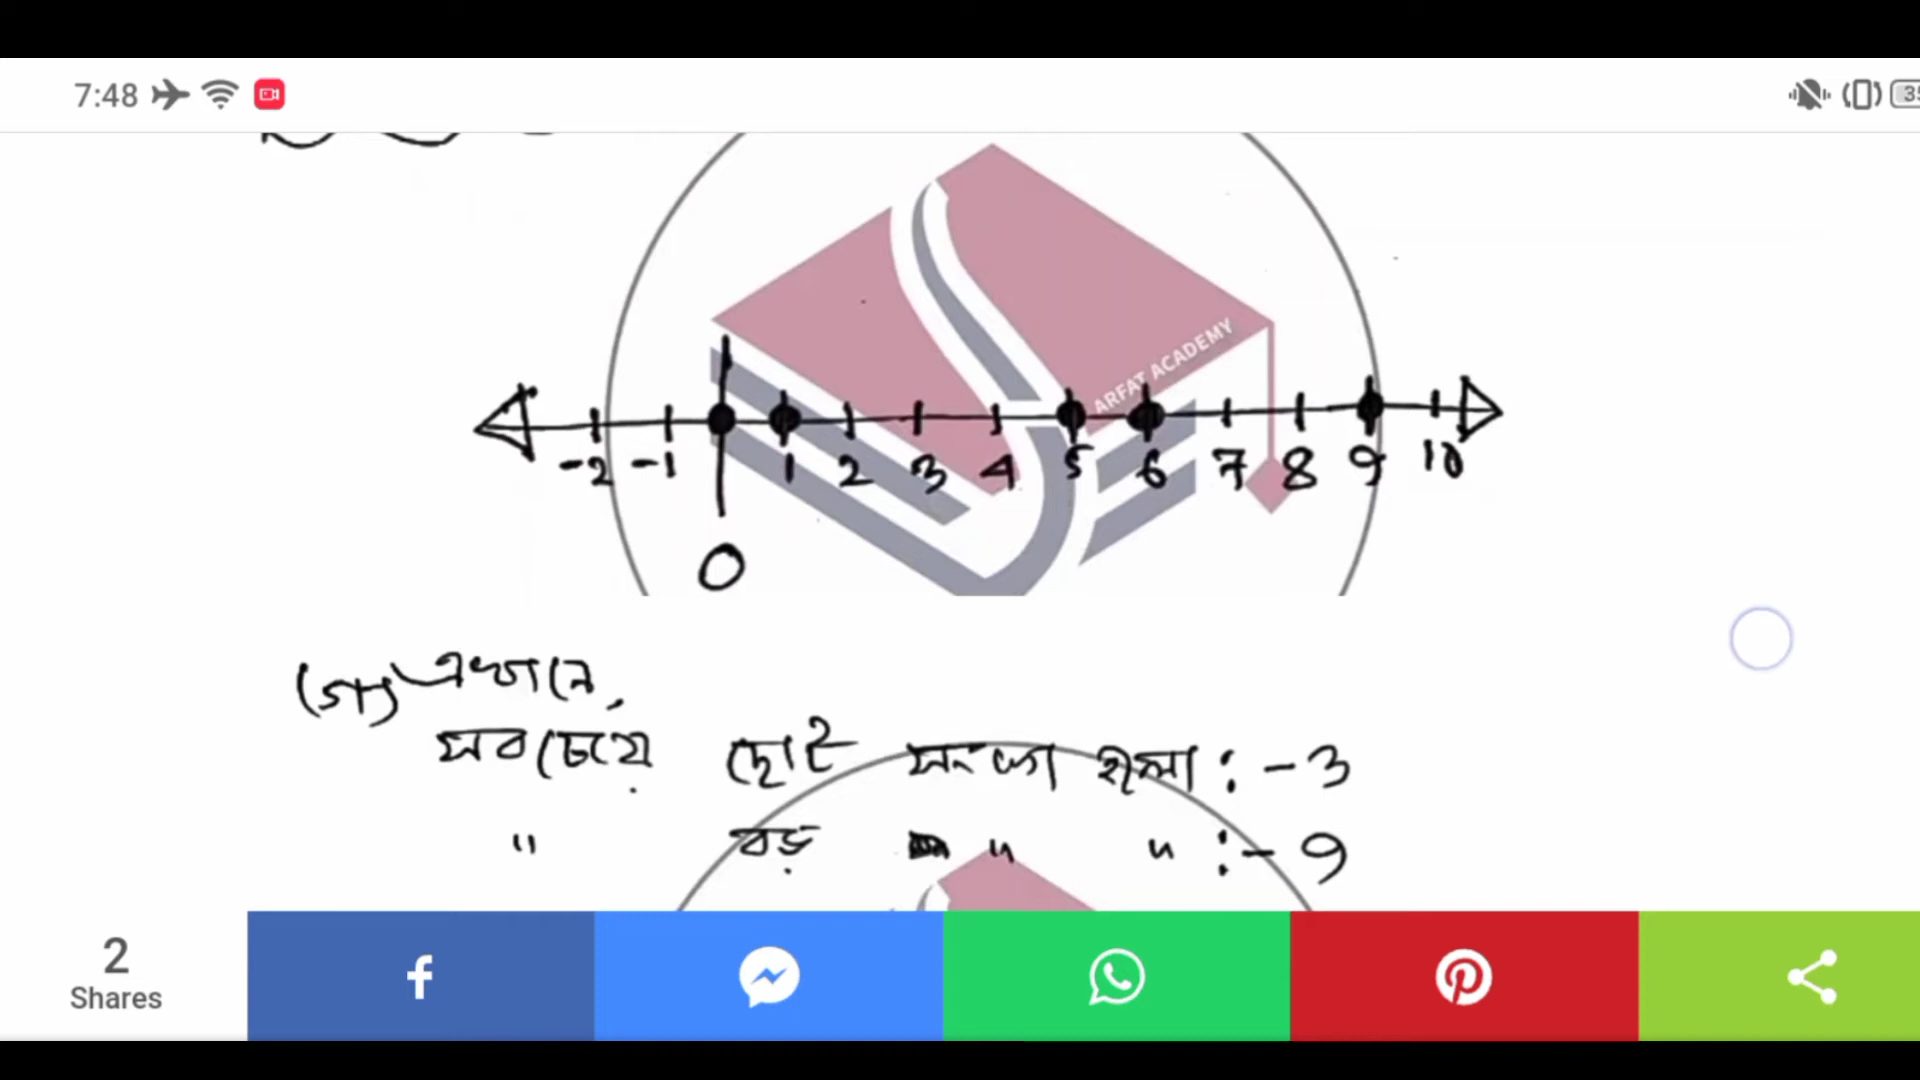 7:48
35
ARFAT ACADEMY
-2 -1 1 2 3 4 5 6 7 8 9 10
0
এখানে,
সবচেয়ে ছোট সংখ্যা হলো : -3
" বড় " " :- 9
2
Shares